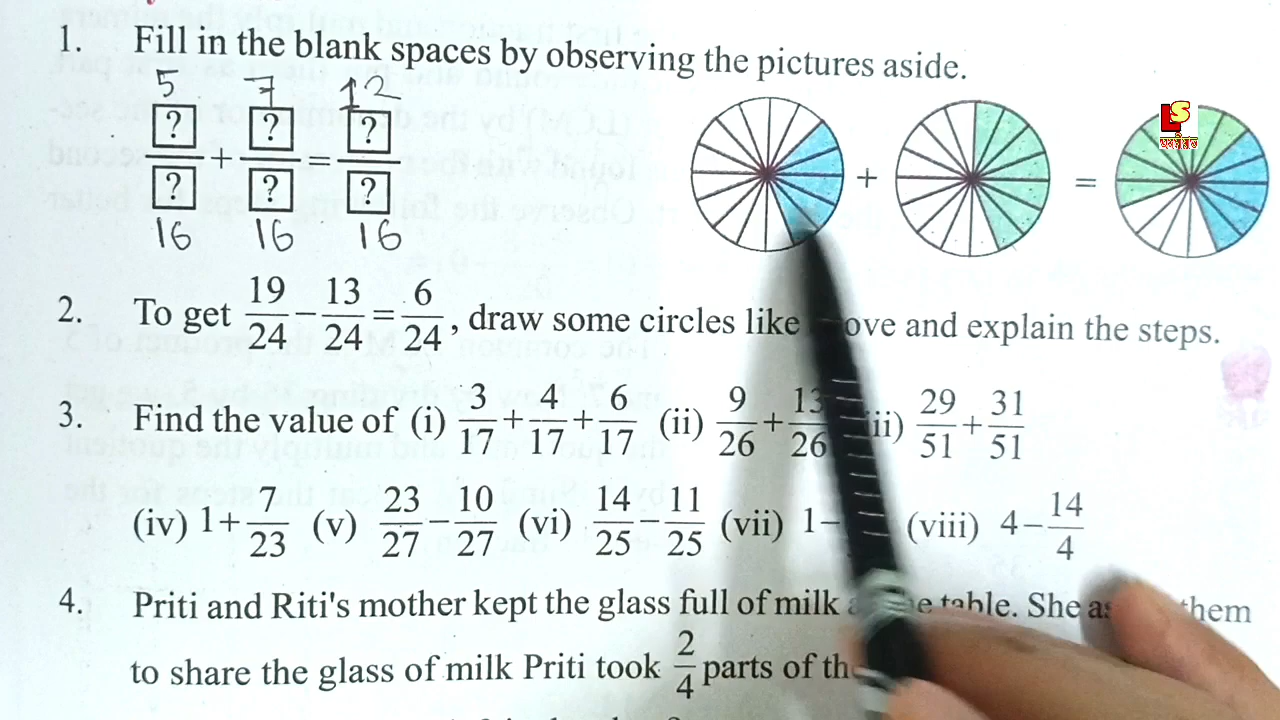 1. Fill in the blank spaces by observing the pictures aside.
5 7 12
? ? ?
+ =
? ? ?
16 16 16
+ =
LS
2. To get 19/24 − 13/24 = 6/24, draw some circles like and explain the steps.
3. Find the value of (i) 3/17 + 4/17 + 6/17 (ii) 9/26 + 13/26 29/51 + 31/51
(iv) 1 + 7/23 (v) 23/27 − 10/27 (vi) 14/25 − 11/25 (vii) 1 − (viii) 4 − 14/4
4. Priti and Riti's mother kept the glass full of milk table. She them
to share the glass of milk Priti took 2/4 parts of